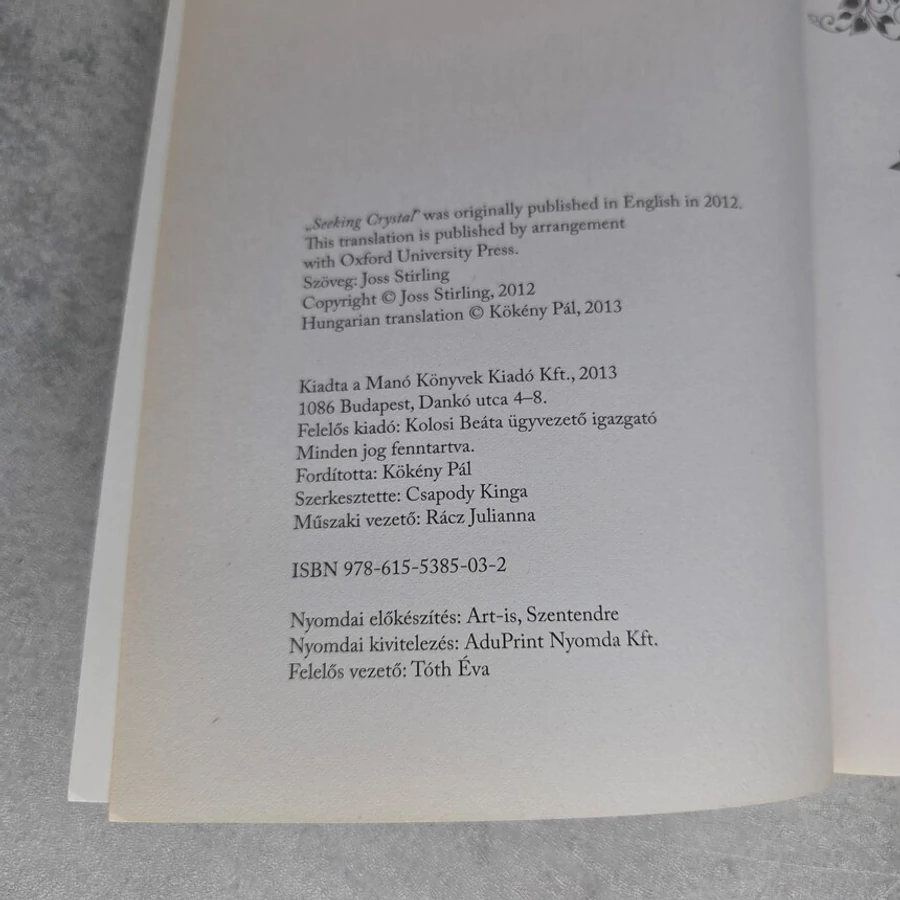 „Seeking Crystal” was originally published in English in 2012.
This translation is published by arrangement
with Oxford University Press.
Szöveg: Joss Stirling
Copyright © Joss Stirling, 2012
Hungarian translation © Kökény Pál, 2013
Kiadta a Manó Könyvek Kiadó Kft., 2013
1086 Budapest, Dankó utca 4–8.
Felelős kiadó: Kolosi Beáta ügyvezető igazgató
Minden jog fenntartva.
Fordította: Kökény Pál
Szerkesztette: Csapody Kinga
Műszaki vezető: Rácz Julianna
ISBN 978-615-5385-03-2
Nyomdai előkészítés: Art-is, Szentendre
Nyomdai kivitelezés: AduPrint Nyomda Kft.
Felelős vezető: Tóth Éva